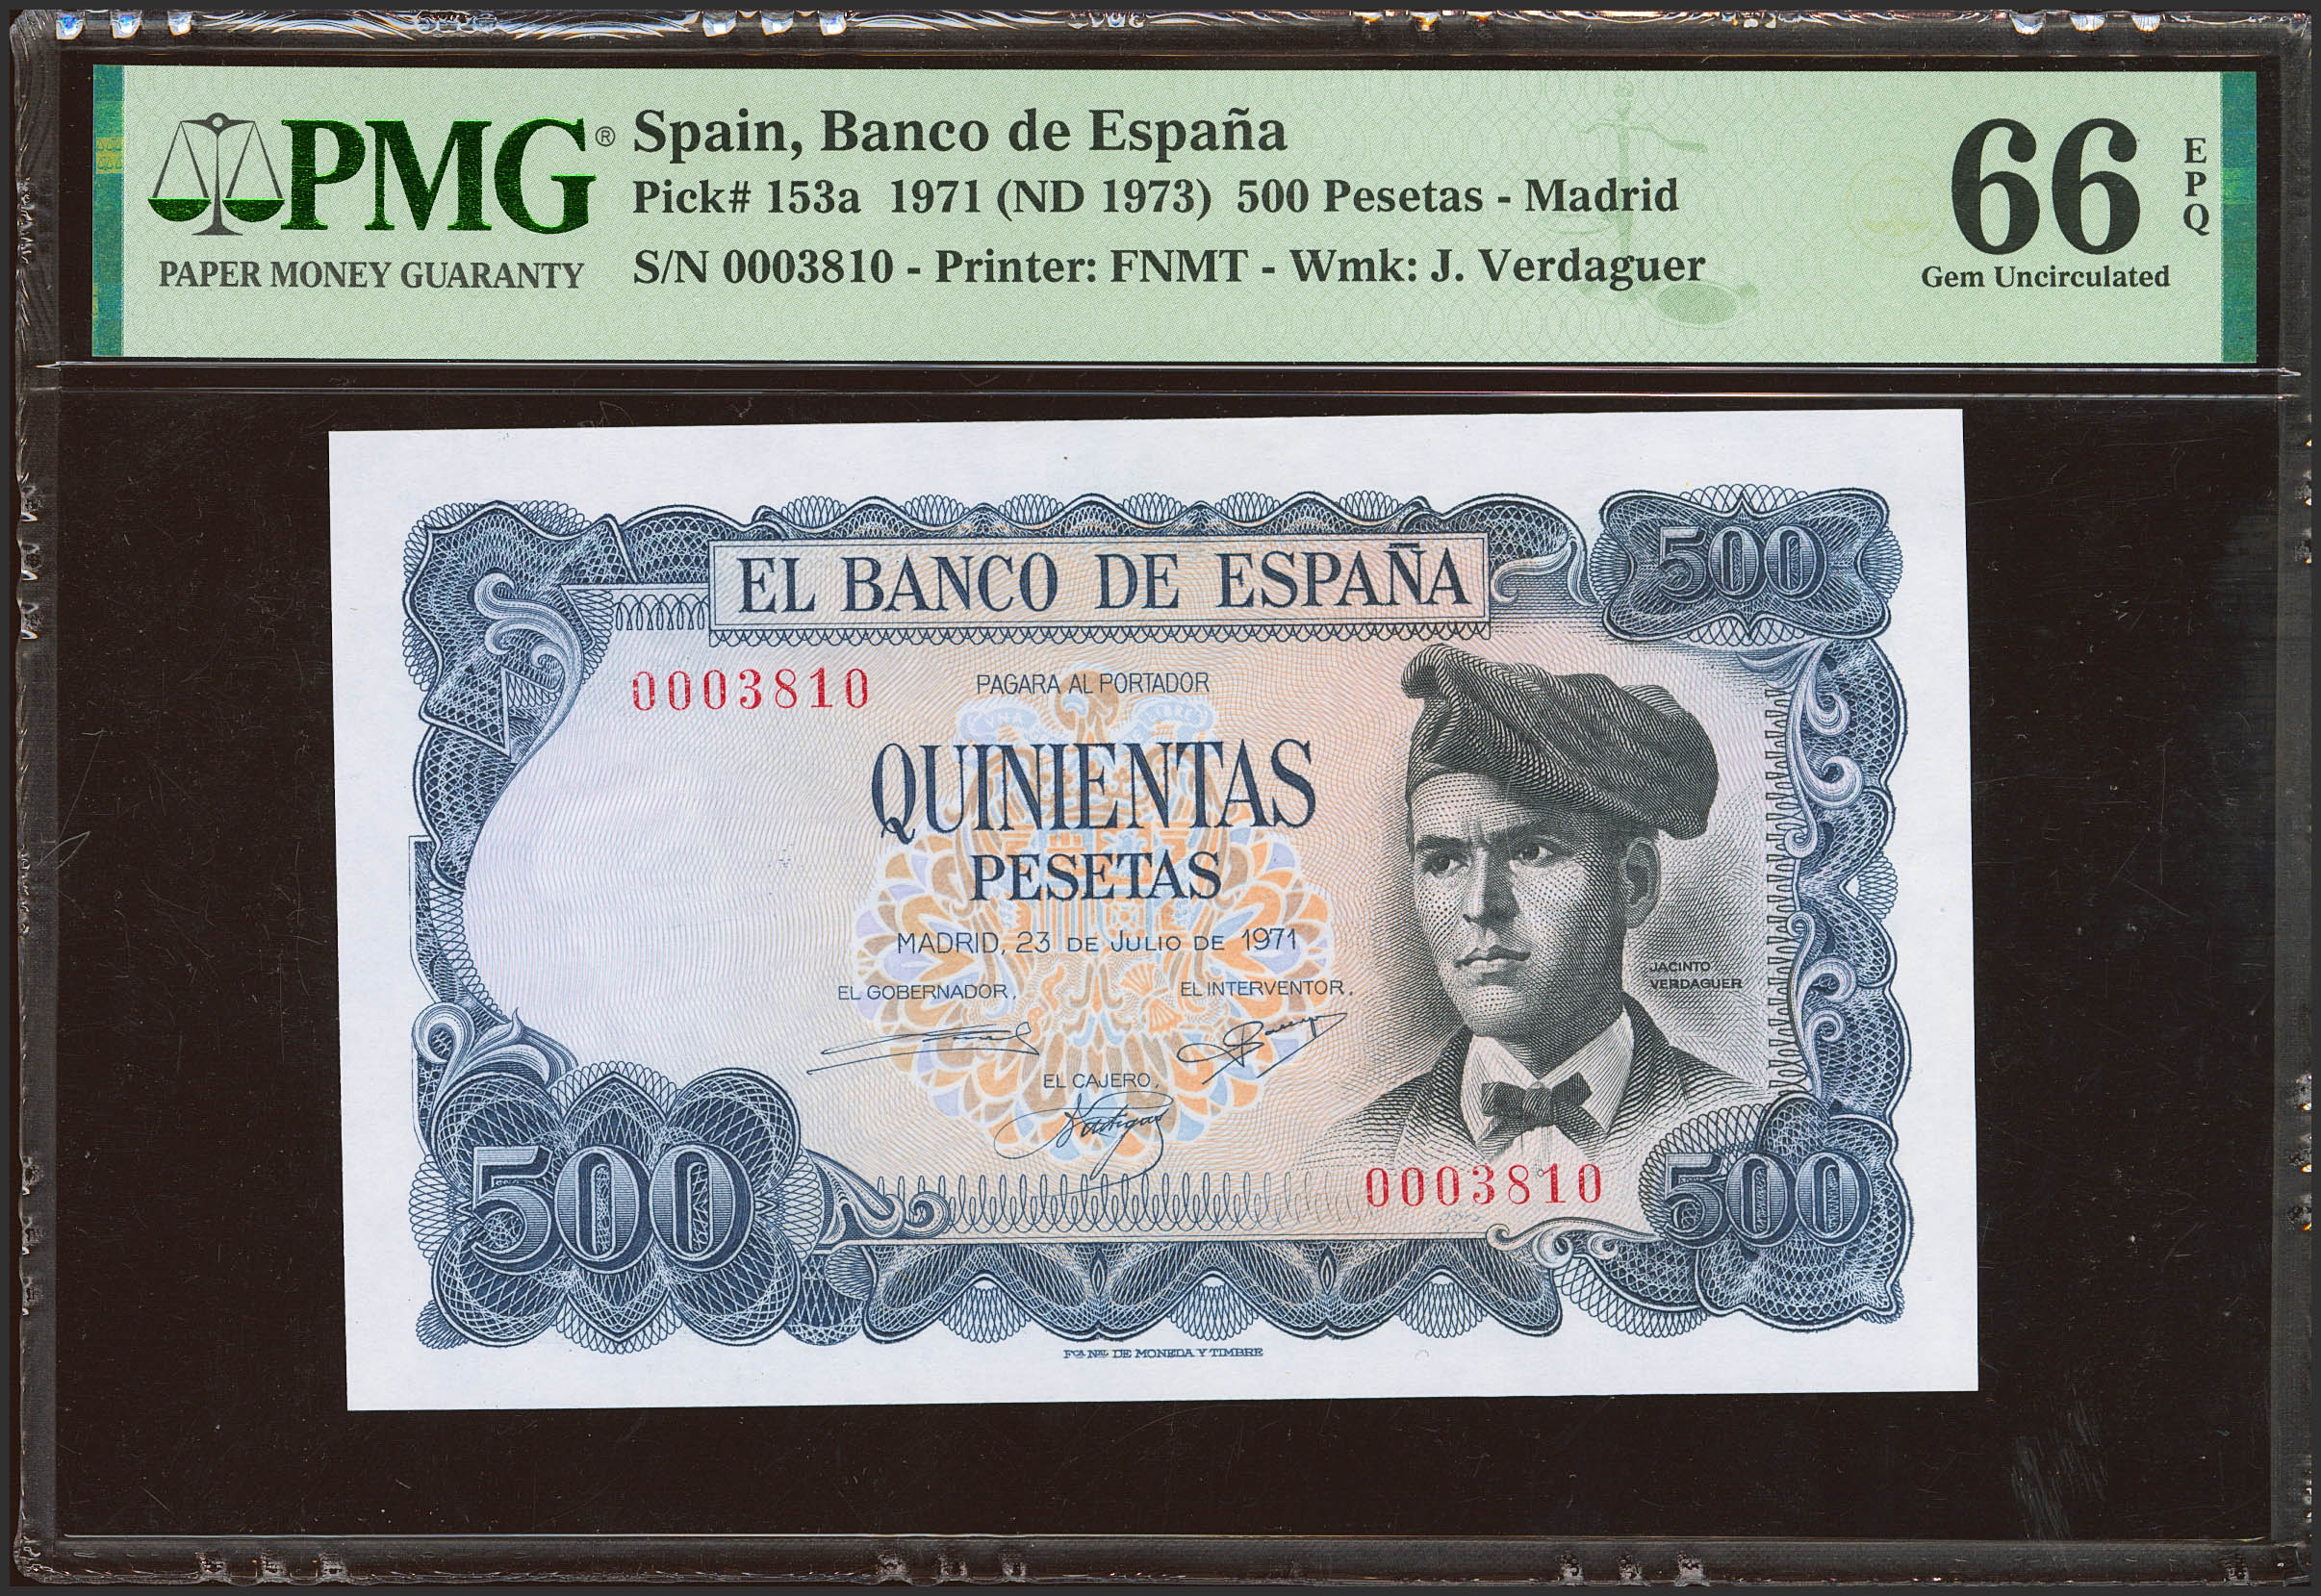 PMG®
PAPER MONEY GUARANTY
Spain, Banco de España
Pick# 153a 1971 (ND 1973) 500 Pesetas - Madrid
S/N 0003810 - Printer: FNMT - Wmk: J. Verdaguer
66
EPQ
Gem Uncirculated
EL BANCO DE ESPAÑA
500
0003810
PAGARA AL PORTADOR
UNA
QUINIENTAS
PESETAS
MADRID, 23 DE JULIO DE 1971
JACINTO
VERDAGUER
EL GOBERNADOR,
EL INTERVENTOR,
EL CAJERO,
500
0003810
500
FCA. NAL. DE MONEDA Y TIMBRE